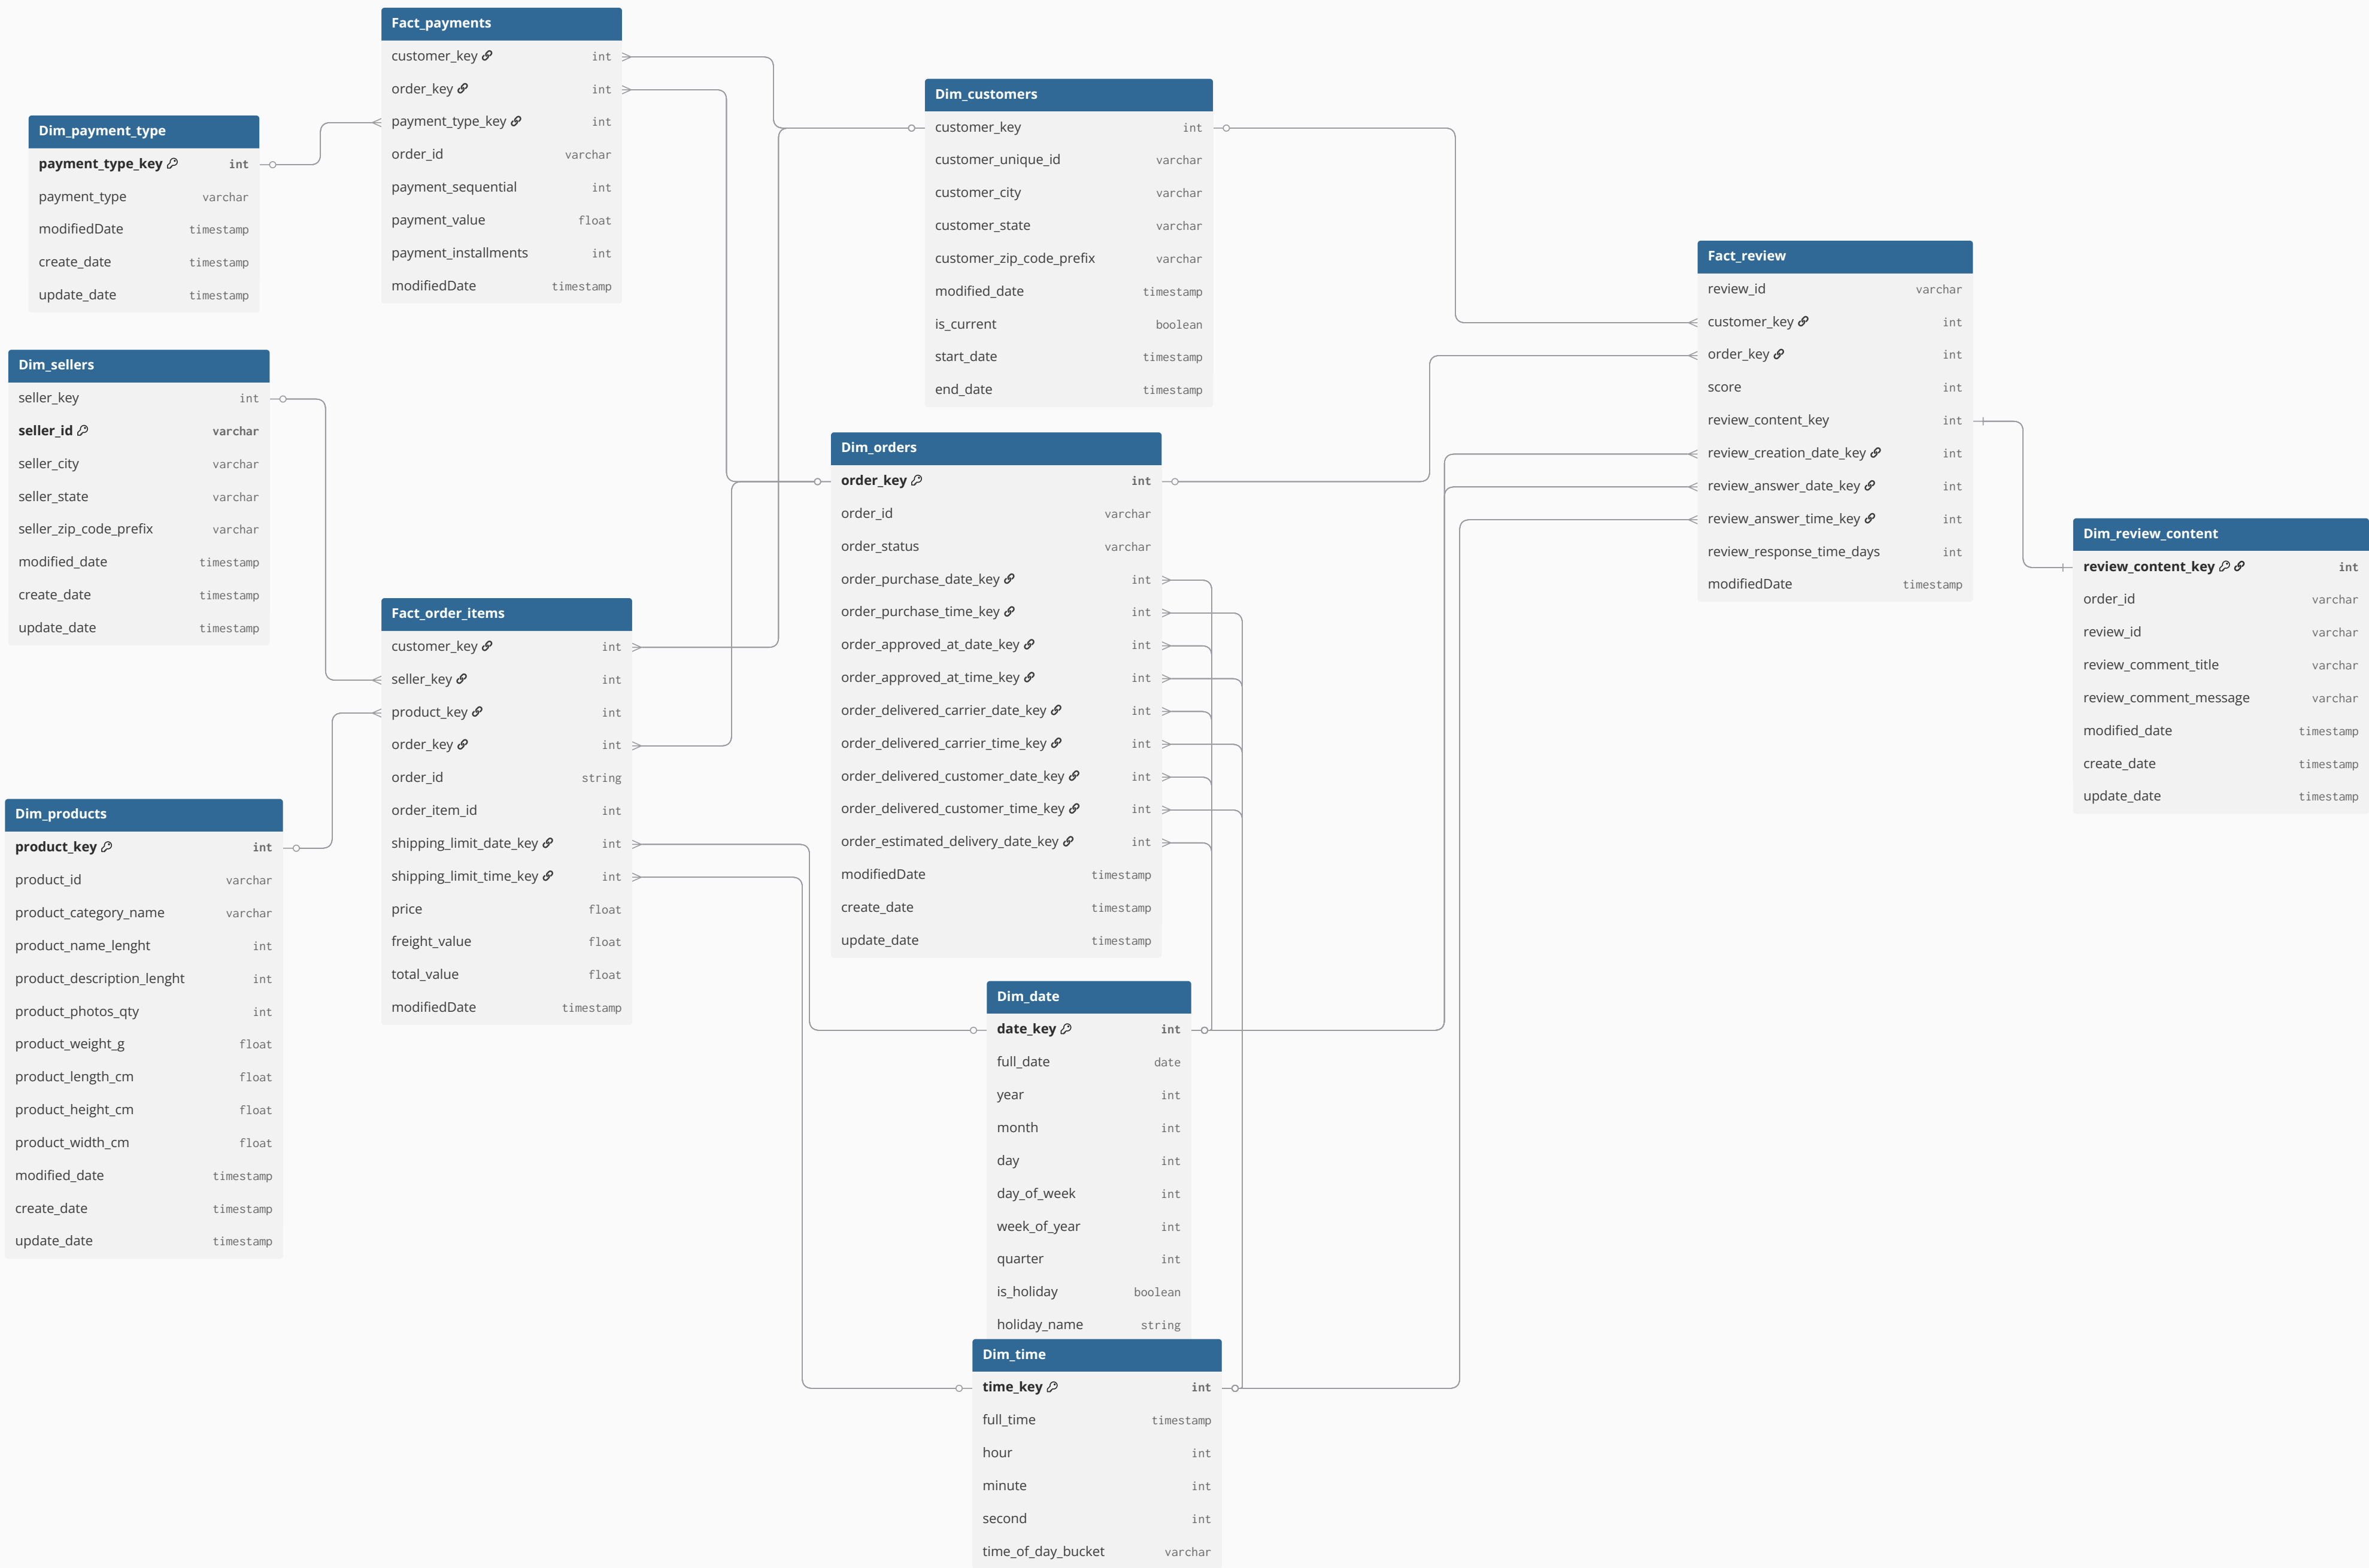 Fact_payments
customer_key int
order_key int
payment_type_key int
order_id varchar
payment_sequential int
payment_value float
payment_installments int
modifiedDate timestamp
Dim_payment_type
payment_type_key int
payment_type varchar
modifiedDate timestamp
create_date timestamp
update_date timestamp
Dim_customers
customer_key int
customer_unique_id varchar
customer_city varchar
customer_state varchar
customer_zip_code_prefix varchar
modified_date timestamp
is_current boolean
start_date timestamp
end_date timestamp
Fact_review
review_id varchar
customer_key int
order_key int
score int
review_content_key int
review_creation_date_key int
review_answer_date_key int
review_answer_time_key int
review_response_time_days int
modifiedDate timestamp
Dim_sellers
seller_key int
seller_id varchar
seller_city varchar
seller_state varchar
seller_zip_code_prefix varchar
modified_date timestamp
create_date timestamp
update_date timestamp
Dim_orders
order_key int
order_id varchar
order_status varchar
order_purchase_date_key int
order_purchase_time_key int
order_approved_at_date_key int
order_approved_at_time_key int
order_delivered_carrier_date_key int
order_delivered_carrier_time_key int
order_delivered_customer_date_key int
order_delivered_customer_time_key int
order_estimated_delivery_date_key int
modifiedDate timestamp
create_date timestamp
update_date timestamp
Dim_review_content
review_content_key int
order_id varchar
review_id varchar
review_comment_title varchar
review_comment_message varchar
modified_date timestamp
create_date timestamp
update_date timestamp
Fact_order_items
customer_key int
seller_key int
product_key int
order_key int
order_id string
order_item_id int
shipping_limit_date_key int
shipping_limit_time_key int
price float
freight_value float
total_value float
modifiedDate timestamp
Dim_products
product_key int
product_id varchar
product_category_name varchar
product_name_lenght int
product_description_lenght int
product_photos_qty int
product_weight_g float
product_length_cm float
product_height_cm float
product_width_cm float
modified_date timestamp
create_date timestamp
update_date timestamp
Dim_date
date_key int
full_date date
year int
month int
day int
day_of_week int
week_of_year int
quarter int
is_holiday boolean
holiday_name string
Dim_time
time_key int
full_time timestamp
hour int
minute int
second int
time_of_day_bucket varchar